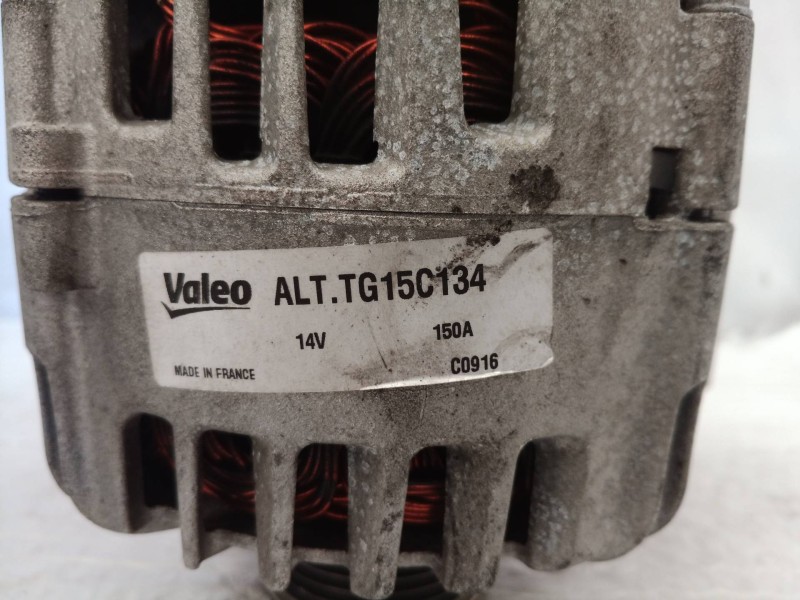 Valeo ALT.TG15C134
14V 150A
MADE IN FRANCE C0916